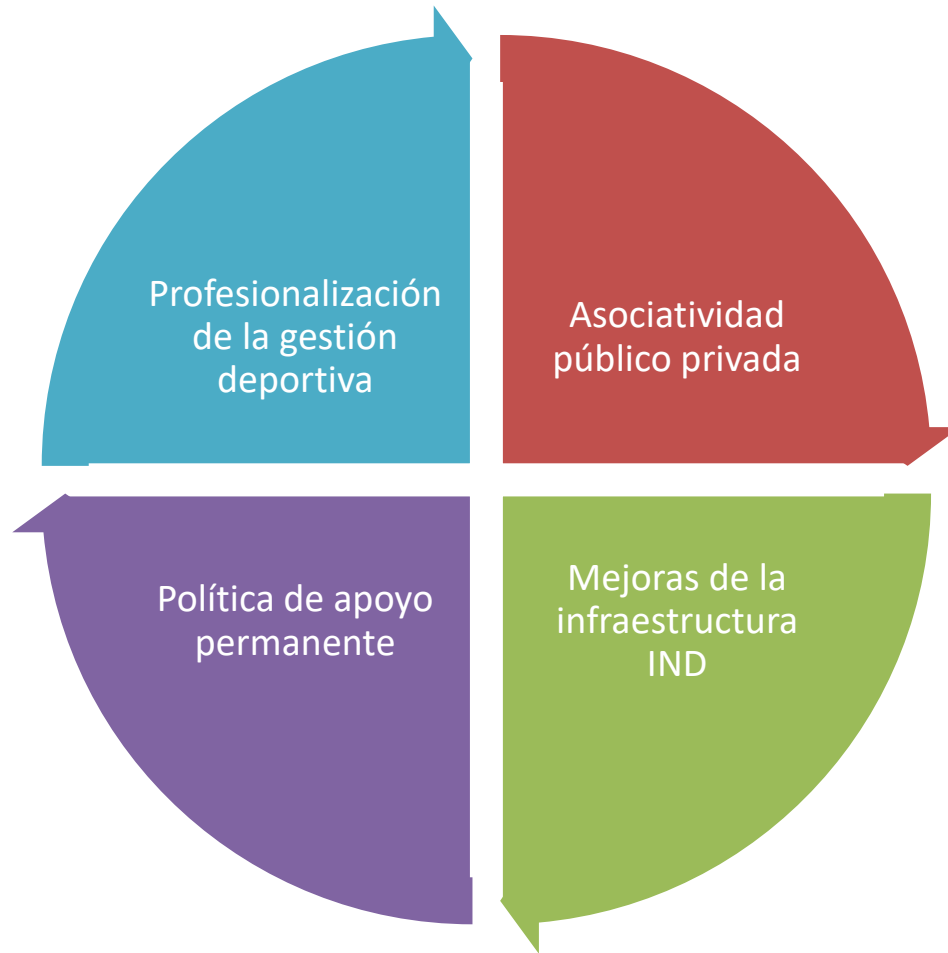 Profesionalización
de la gestión
deportiva
Asociatividad
público privada
Política de apoyo
permanente
Mejoras de la
infraestructura
IND